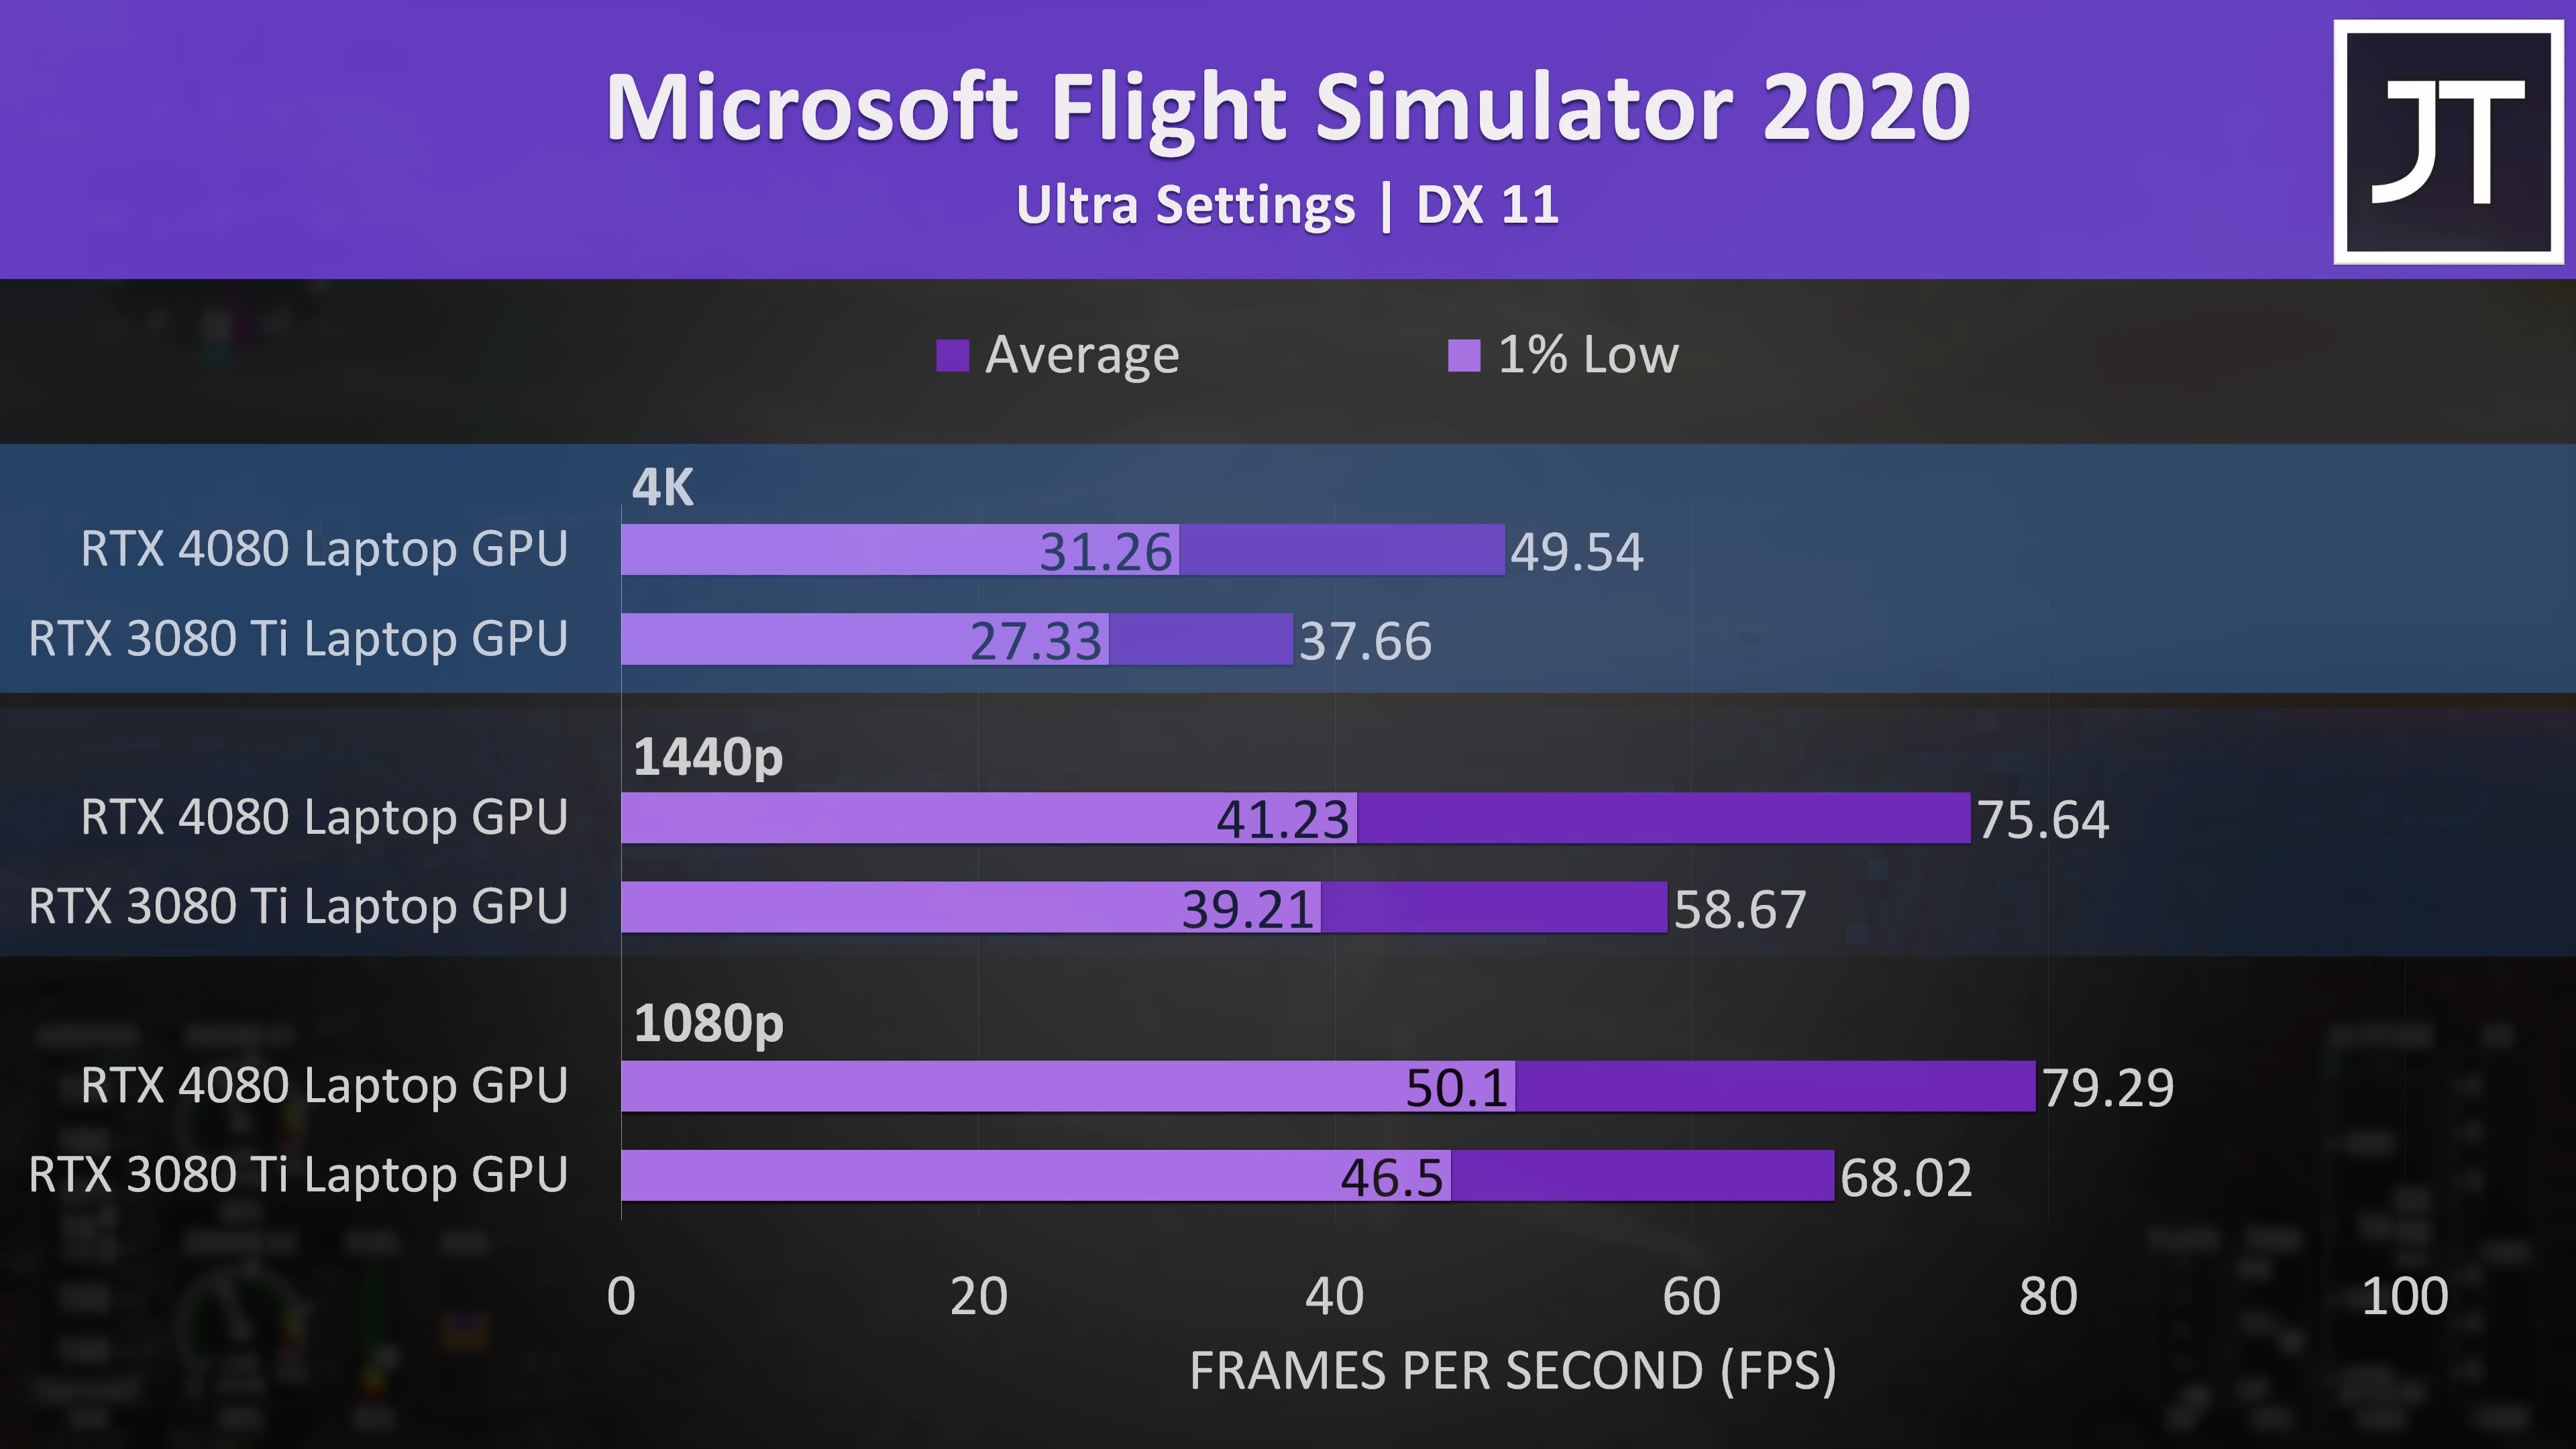 Microsoft Flight Simulator 2020
JT
Ultra Settings | DX 11
Average 1% Low
4K
RTX 4080 Laptop GPU 31.26 49.54
RTX 3080 Ti Laptop GPU 27.33 37.66
1440p
RTX 4080 Laptop GPU 41.23 75.64
RTX 3080 Ti Laptop GPU 39.21 58.67
1080p
RTX 4080 Laptop GPU 50.1 79.29
RTX 3080 Ti Laptop GPU 46.5 68.02
0 20 40 60 80 100
FRAMES PER SECOND (FPS)